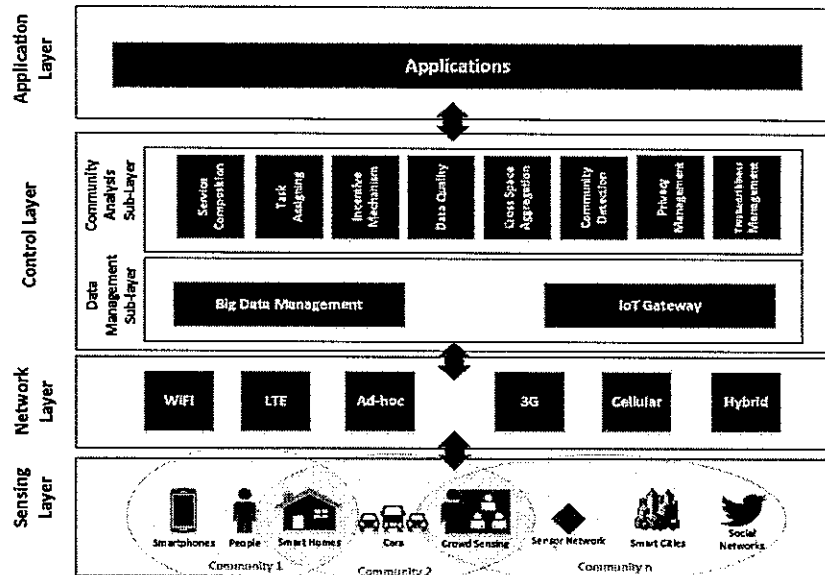 Application
Layer
Applications
Control Layer
Community
Analysis
Sub-Layer
Service
Composition
Task
Assigning
Incentive
Mechanism
Data Quality
Cross Space
Aggregation
Community
Detection
Privacy
Management
Trustworthiness
Management
Data
Management
Sub-layer
Big Data Management
IoT Gateway
Network
Layer
WiFi
LTE
Ad-hoc
3G
Cellular
Hybrid
Sensing
Layer
Smartphones
People
Smart Homes
Cars
Crowd Sensing
Sensor Network
Smart Cities
Social
Networks
Community 1
Community 2
Community n